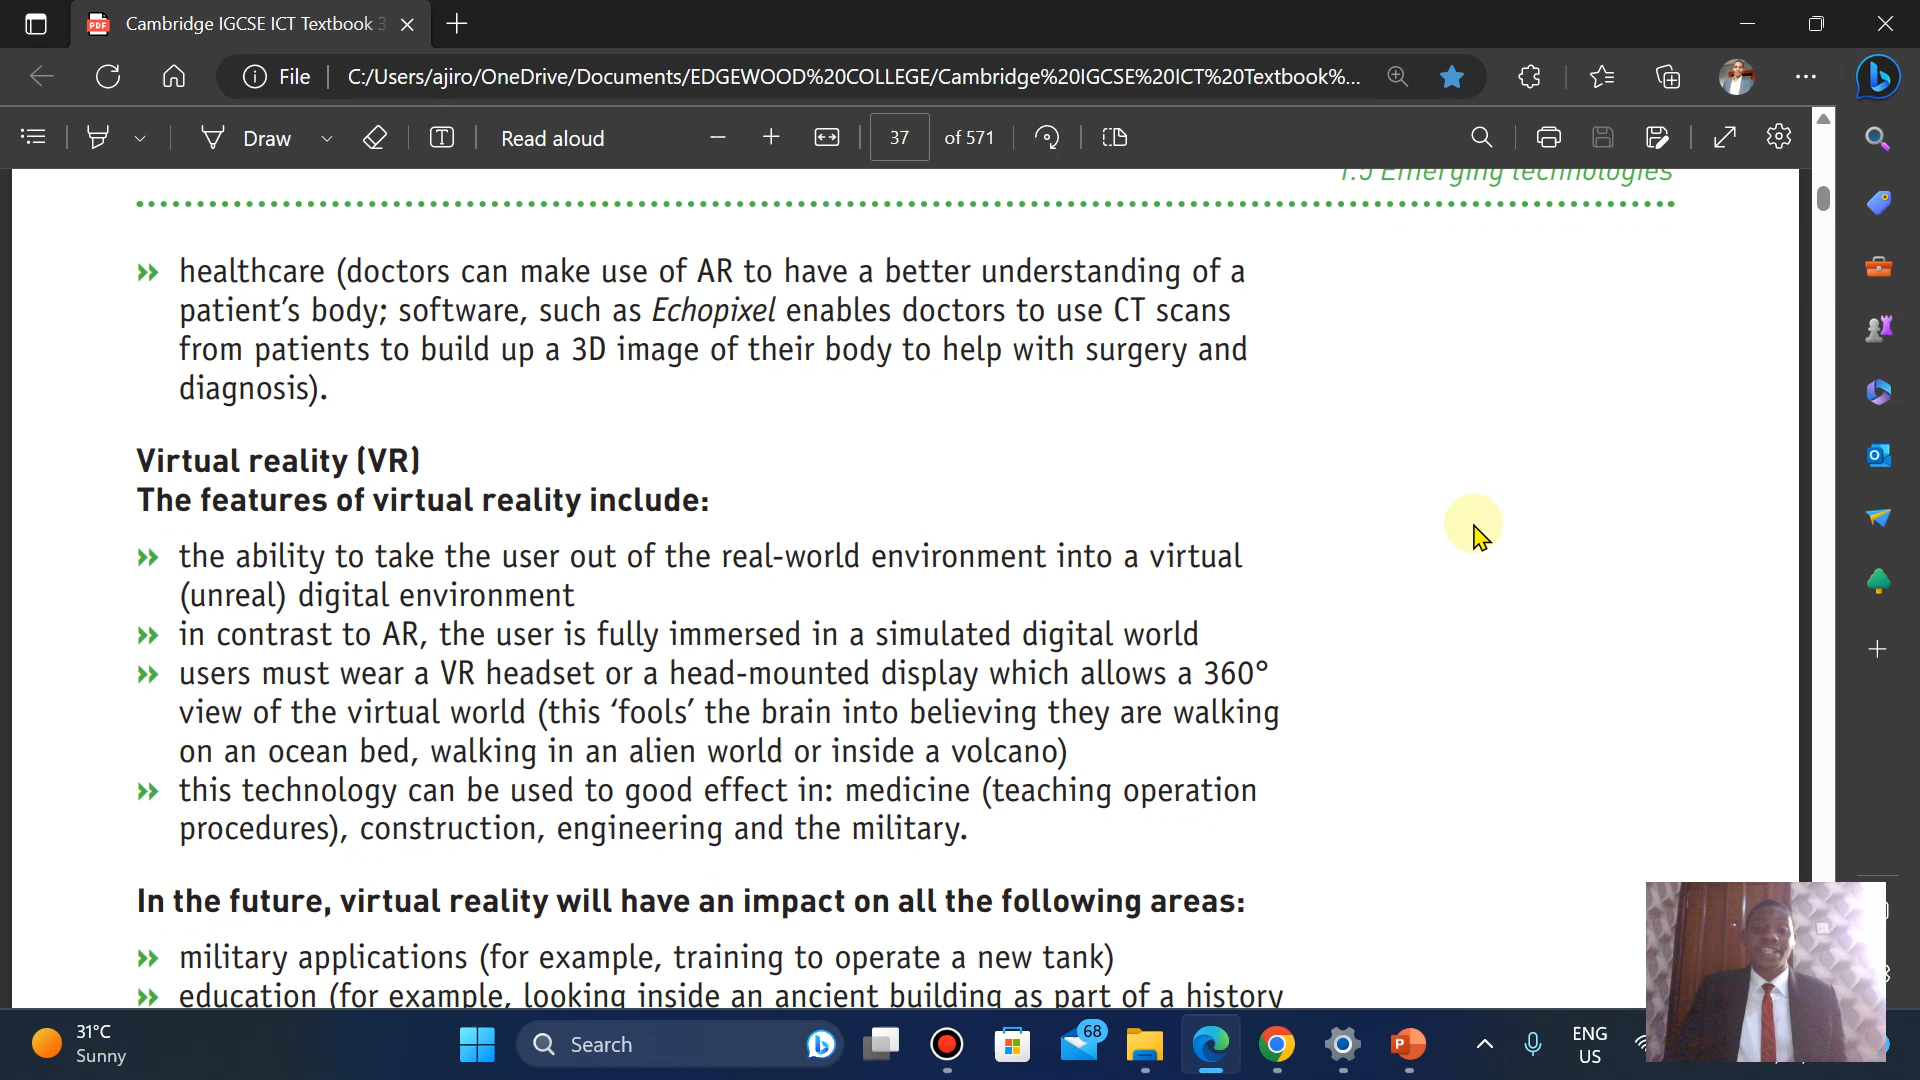 Cambridge IGCSE ICT Textbook 3
File
C:/Users/ajiro/OneDrive/Documents/EDGEWOOD%20COLLEGE/Cambridge%20IGCSE%20ICT%20Textbook%...
Draw
Read aloud
37
of 571
1.5 Emerging technologies
» healthcare (doctors can make use of AR to have a better understanding of a
patient’s body; software, such as Echopixel enables doctors to use CT scans
from patients to build up a 3D image of their body to help with surgery and
diagnosis).
Virtual reality (VR)
The features of virtual reality include:
» the ability to take the user out of the real-world environment into a virtual
(unreal) digital environment
» in contrast to AR, the user is fully immersed in a simulated digital world
» users must wear a VR headset or a head-mounted display which allows a 360°
view of the virtual world (this ‘fools’ the brain into believing they are walking
on an ocean bed, walking in an alien world or inside a volcano)
» this technology can be used to good effect in: medicine (teaching operation
procedures), construction, engineering and the military.
In the future, virtual reality will have an impact on all the following areas:
» military applications (for example, training to operate a new tank)
» education (for example, looking inside an ancient building as part of a history
31°C
Sunny
Search
68
ENG
US